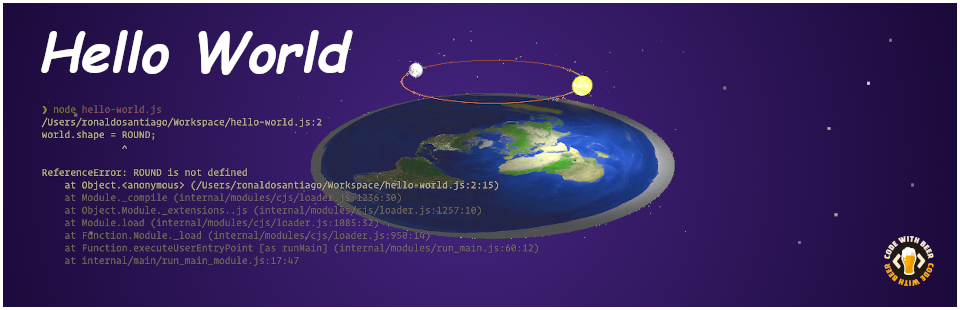 Hello World
❯ node hello-world.js
/Users/ronaldosantiago/Workspace/hello-world.js:2
world.shape = ROUND;
^
ReferenceError: ROUND is not defined
at Object.<anonymous> (/Users/ronaldosantiago/Workspace/hello-world.js:2:15)
at Module._compile (internal/modules/cjs/loader.js:1236:30)
at Object.Module._extensions..js (internal/modules/cjs/loader.js:1257:10)
at Module.load (internal/modules/cjs/loader.js:1085:32)
at Function.Module._load (internal/modules/cjs/loader.js:950:14)
at Function.executeUserEntryPoint [as runMain] (internal/modules/run_main.js:60:12)
at internal/main/run_main_module.js:17:47
CODE WITH BEER
CODE WITH BEER